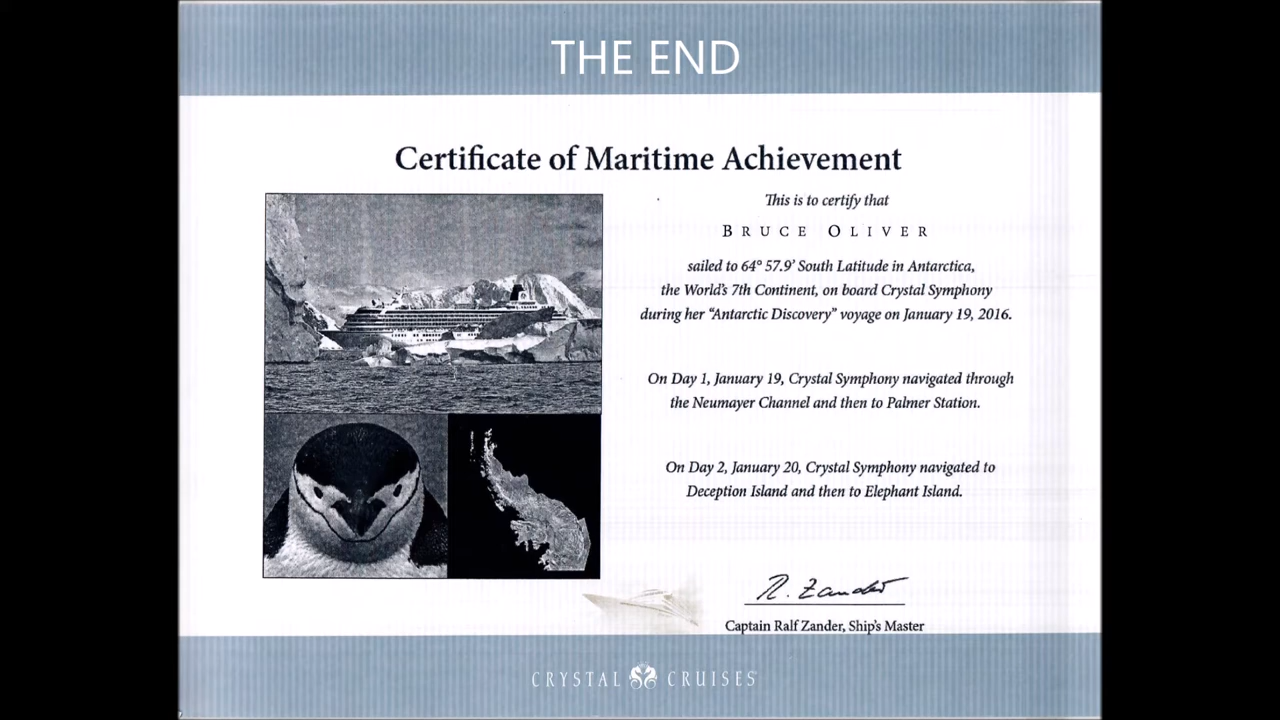 THE END
Certificate of Maritime Achievement
This is to certify that
BRUCE OLIVER
sailed to 64° 57.9' South Latitude in Antarctica,
the World's 7th Continent, on board Crystal Symphony
during her "Antarctic Discovery" voyage on January 19, 2016.
On Day 1, January 19, Crystal Symphony navigated through
the Neumayer Channel and then to Palmer Station.
On Day 2, January 20, Crystal Symphony navigated to
Deception Island and then to Elephant Island.
R. Zander
Captain Ralf Zander, Ship's Master
CRYSTAL CRUISES